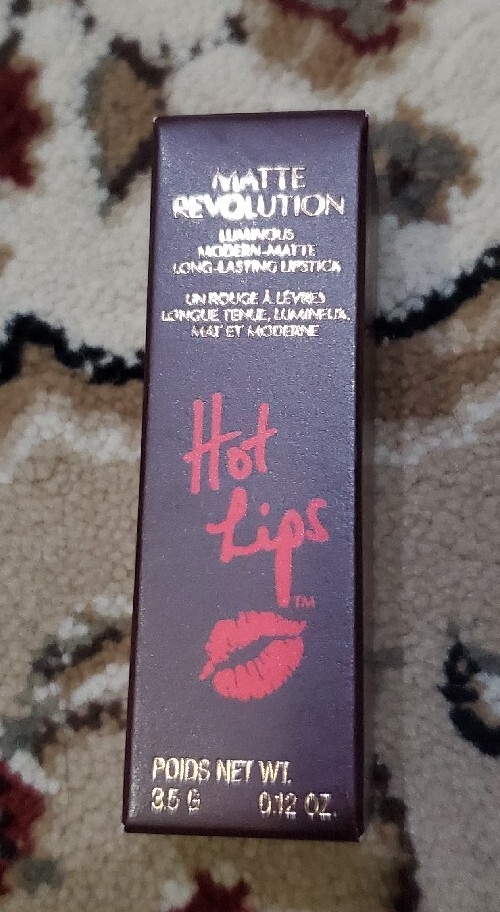 MATTE
REVOLUTION
LUMINOUS
MODERN-MATTE
LONG-LASTING LIPSTICK
UN ROUGE À LÈVRES
LONGUE TENUE, LUMINEUX,
MAT ET MODERNE
Hot
Lips
TM
POIDS NET WT.
3.5 G 0.12 OZ.